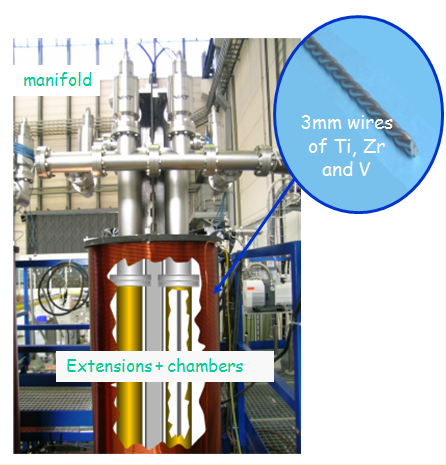 manifold
3mm wires
of Ti, Zr
and V
Extensions + chambers